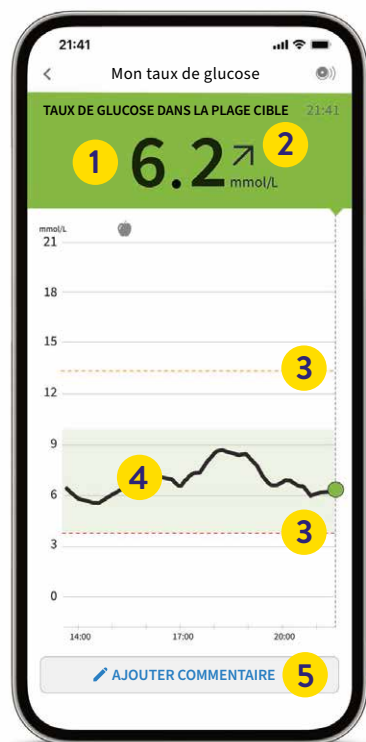 21:41
Mon taux de glucose
TAUX DE GLUCOSE DANS LA PLAGE CIBLE 21:41
1 6.2 2
mmol/L
mmol/L
21
18
15
3
12
9
4
6
3
3
0
14:00 17:00 20:00
AJOUTER COMMENTAIRE 5